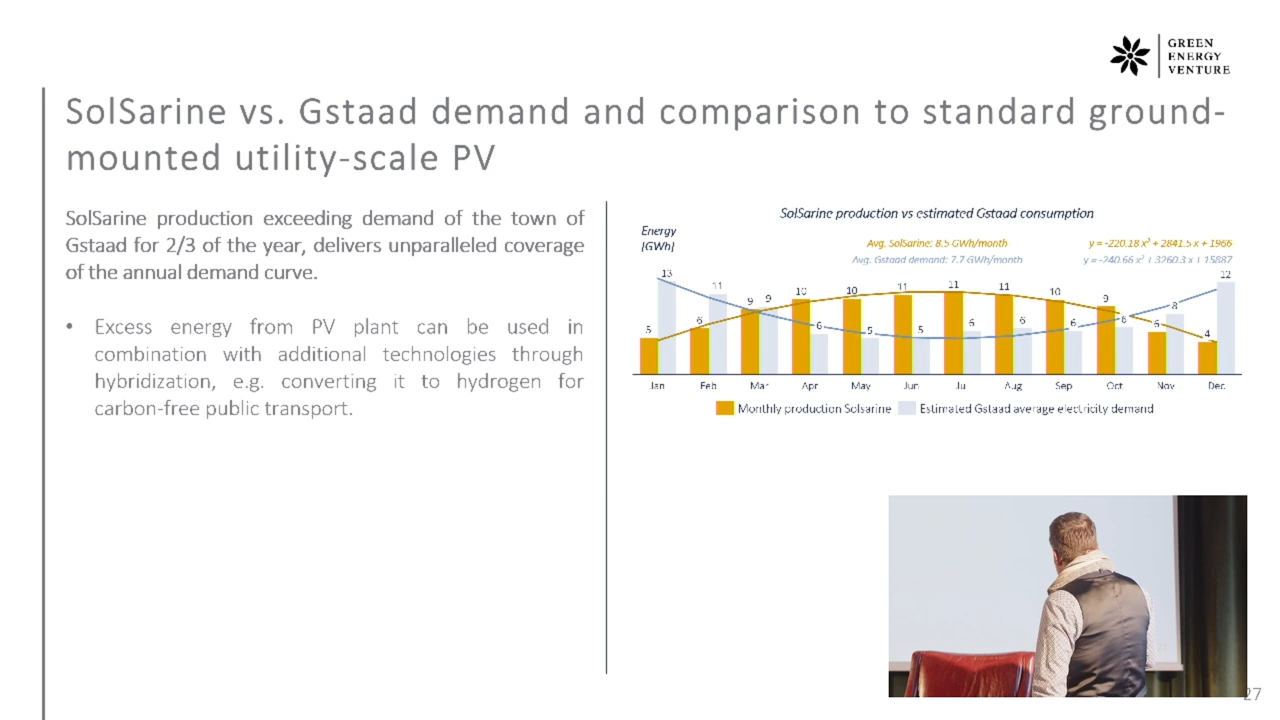 GREEN
ENERGY
VENTURE
SolSarine vs. Gstaad demand and comparison to standard ground-
mounted utility-scale PV
SolSarine production exceeding demand of the town of
Gstaad for 2/3 of the year, delivers unparalleled coverage
of the annual demand curve.
• Excess energy from PV plant can be used in
combination with additional technologies through
hybridization, e.g. converting it to hydrogen for
carbon-free public transport.
SolSarine production vs estimated Gstaad consumption
Energy
[GWh]
Avg. SolSarine: 8.5 GWh/month y = -220.18 x² + 2841.5 x + 1966
Avg. Gstaad demand: 7.7 GWh/month y = -240.66 x² + 3260.3 x + 15887
13 11 12
5 6 9 9 10 6 10 5 11 5 11 6 11 6 10 6 9 6 6 8 4
Jan Feb Mar Apr May Jun Ju Aug Sep Oct Nov Dec
Monthly production Solsarine Estimated Gstaad average electricity demand
27